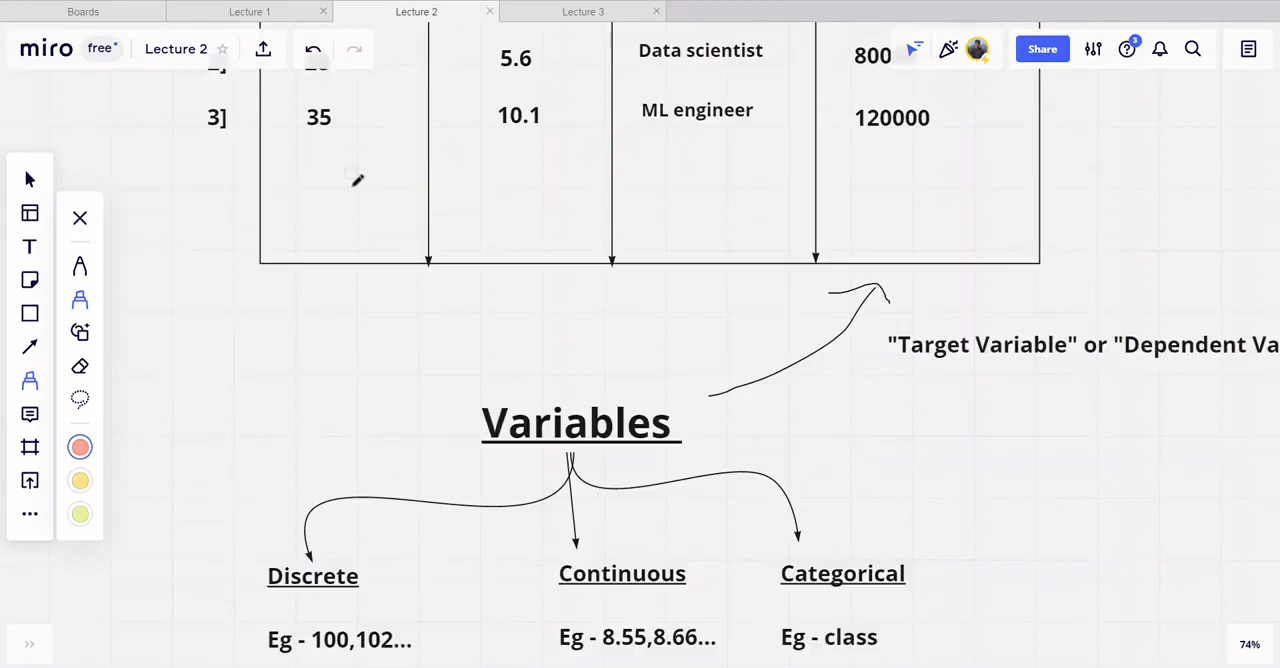 Boards Lecture 1 Lecture 2 Lecture 3
miro free Lecture 2 Share 3
5.6 Data scientist 800
3] 35 10.1 ML engineer 120000
"Target Variable" or "Dependent Va
Variables
Discrete Continuous Categorical
Eg - 100,102... Eg - 8.55,8.66... Eg - class
74%